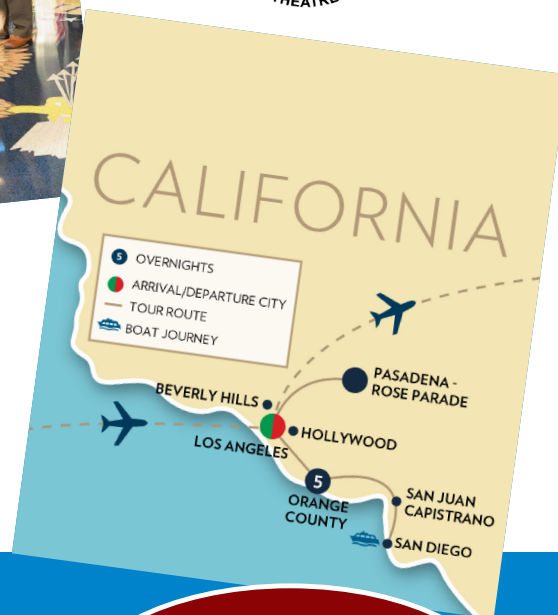 THEATRE
CALIFORNIA
5 OVERNIGHTS
ARRIVAL/DEPARTURE CITY
TOUR ROUTE
BOAT JOURNEY
PASADENA -
ROSE PARADE
BEVERLY HILLS
HOLLYWOOD
LOS ANGELES
5
ORANGE
COUNTY
SAN JUAN
CAPISTRANO
SAN DIEGO